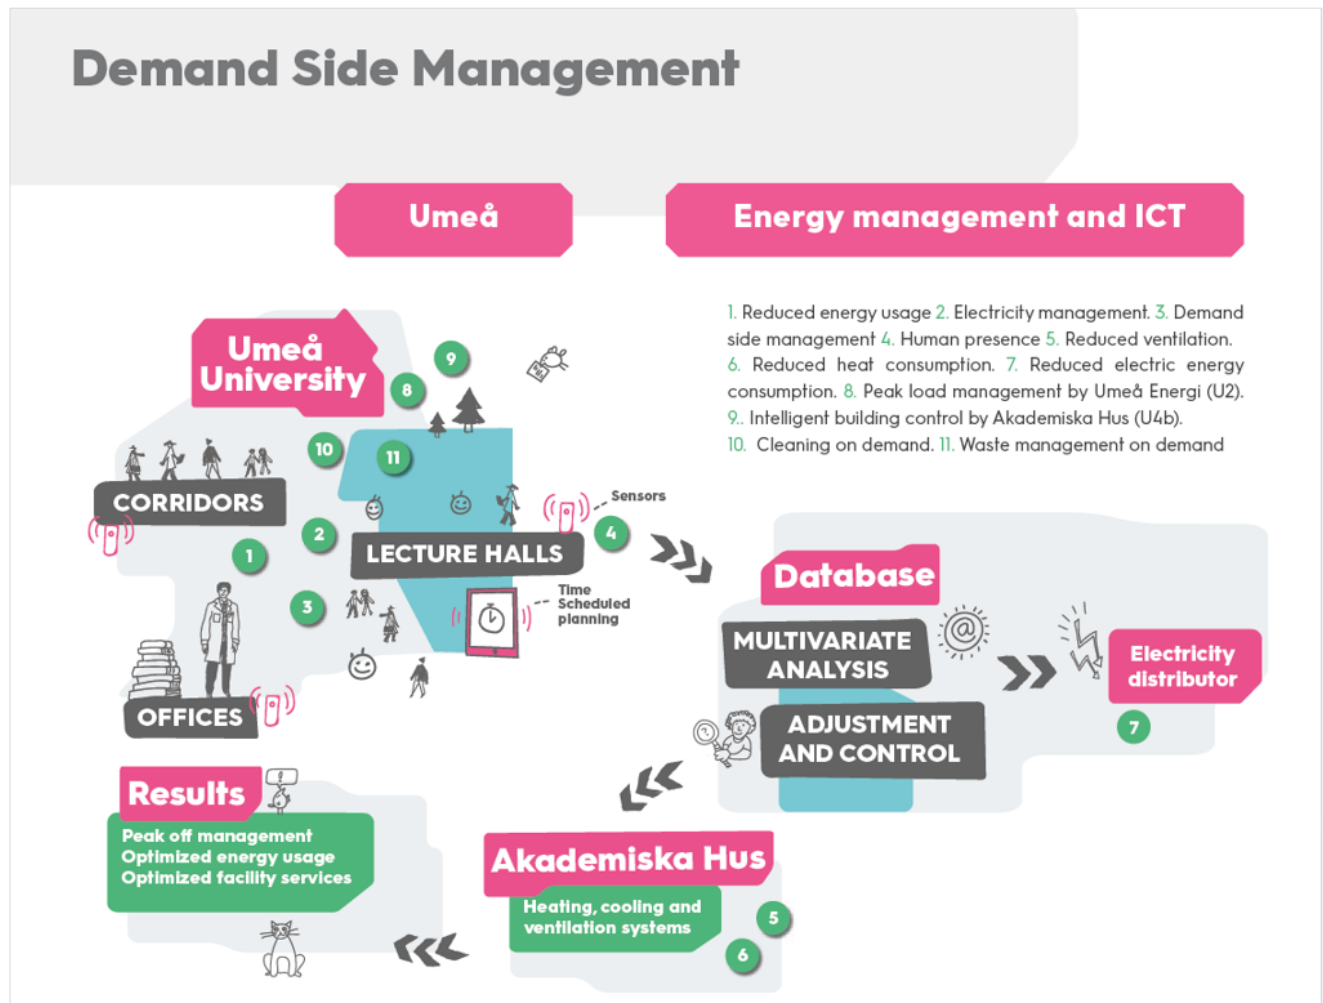 Demand Side Management
Umeå
Energy management and ICT
1. Reduced energy usage 2. Electricity management. 3. Demand
side management 4. Human presence 5. Reduced ventilation.
6. Reduced heat consumption. 7. Reduced electric energy
consumption. 8. Peak load management by Umeå Energi (U2).
9.. Intelligent building control by Akademiska Hus (U4b).
10. Cleaning on demand. 11. Waste management on demand
Umeå
University
9
8
10
11
CORRIDORS
Sensors
1
2
LECTURE HALLS
4
3
Time
Scheduled
planning
OFFICES
Database
MULTIVARIATE
ANALYSIS
@
Electricity
distributor
7
ADJUSTMENT
AND CONTROL
Akademiska Hus
Heating, cooling and
ventilation systems
5
6
Results
!
Peak off management
Optimized energy usage
Optimized facility services